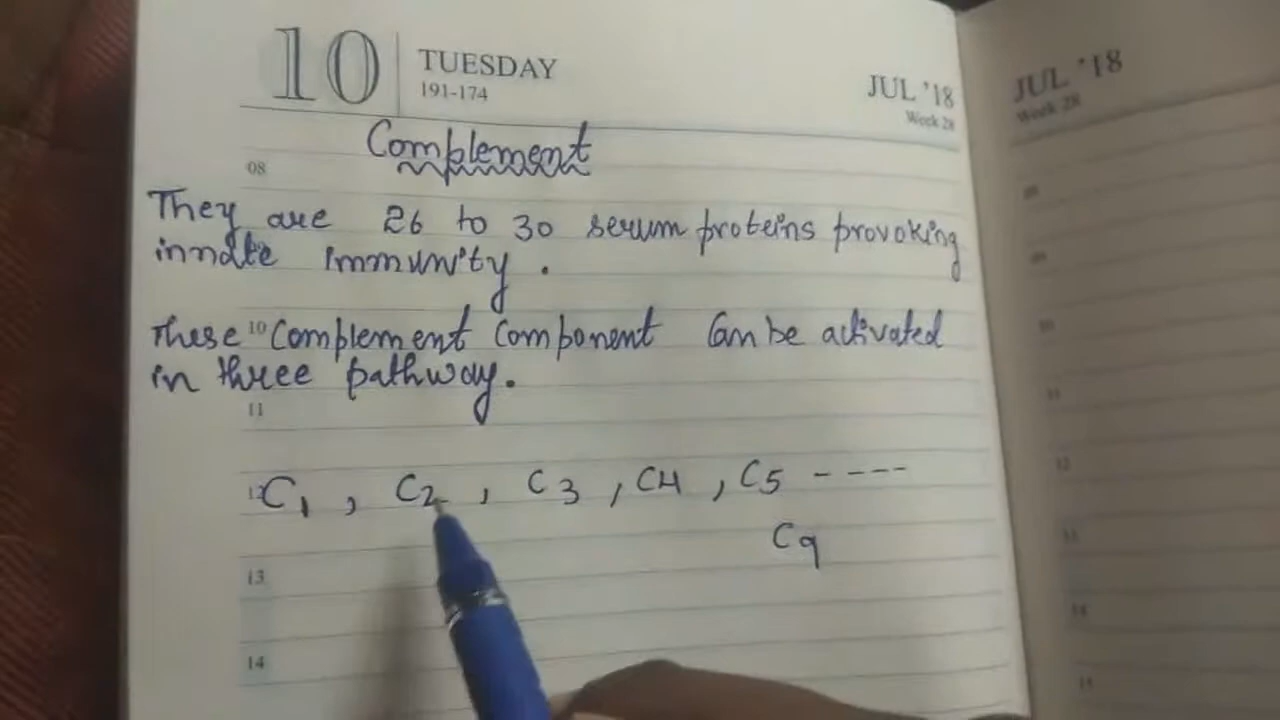 10 TUESDAY JUL '18 JUL '18
191-174 Week 28 Week 28
Complement
08
They are 26 to 30 serum proteins provoking
innate immunity .
These 10 Complement Component Can be activated
in three pathway.
11
12 C1 , C2 , C3 , C4 , C5 - ----
C9
13
14